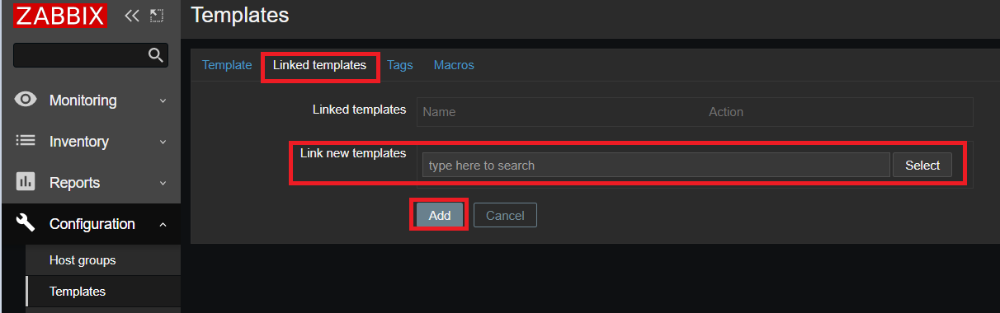 ZABBIX
Templates
Template Linked templates Tags Macros
Monitoring
Linked templates Name Action
Inventory
Link new templates type here to search Select
Reports
Add Cancel
Configuration
Host groups
Templates